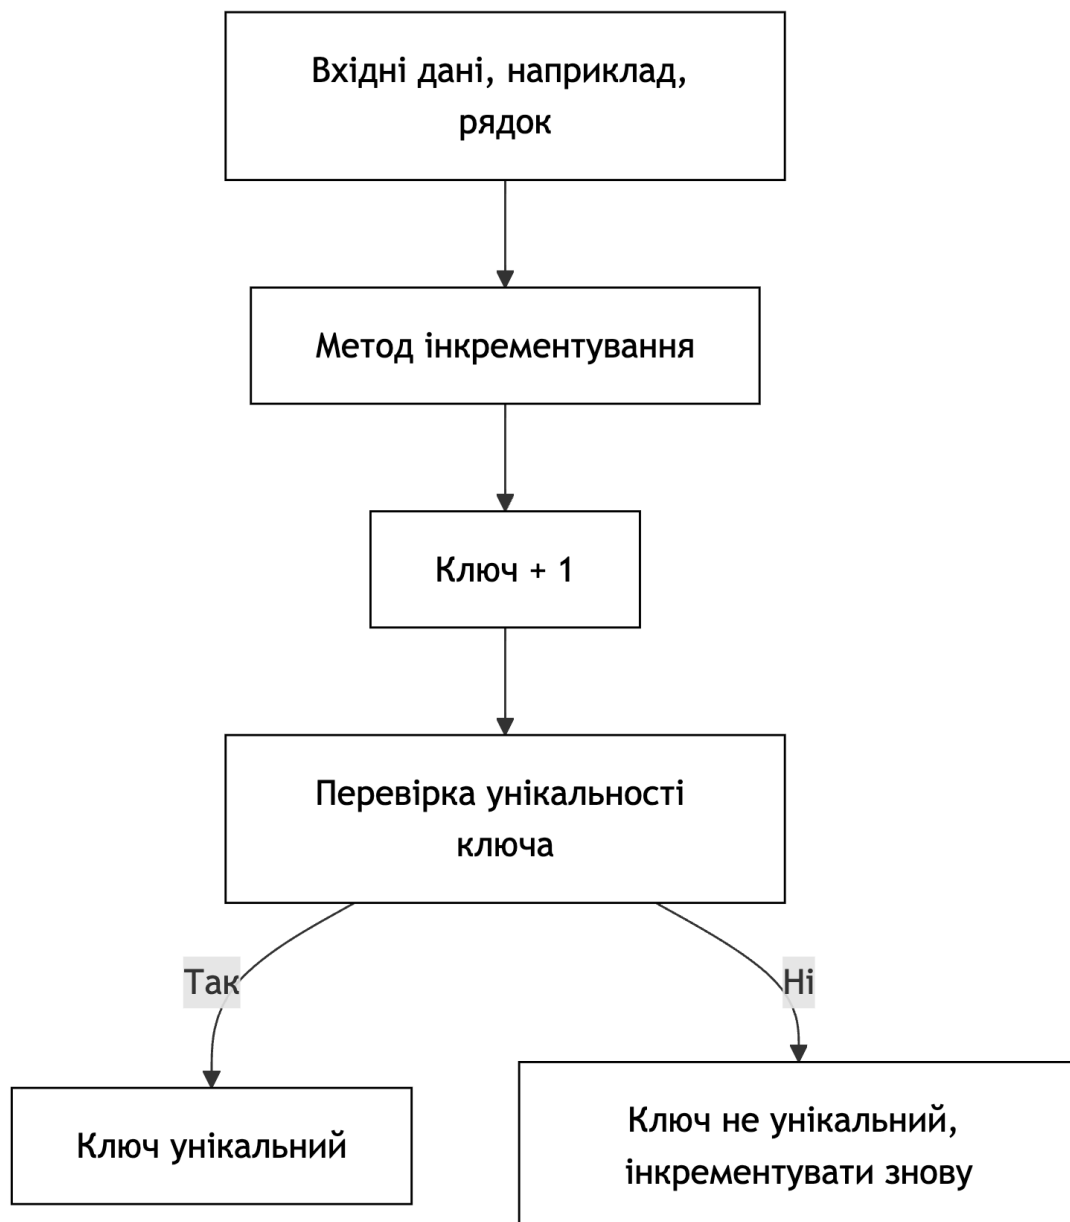 Вхідні дані, наприклад,
рядок
Метод інкрементування
Ключ + 1
Перевірка унікальності
ключа
Так
Ні
Ключ унікальний
Ключ не унікальний,
інкрементувати знову